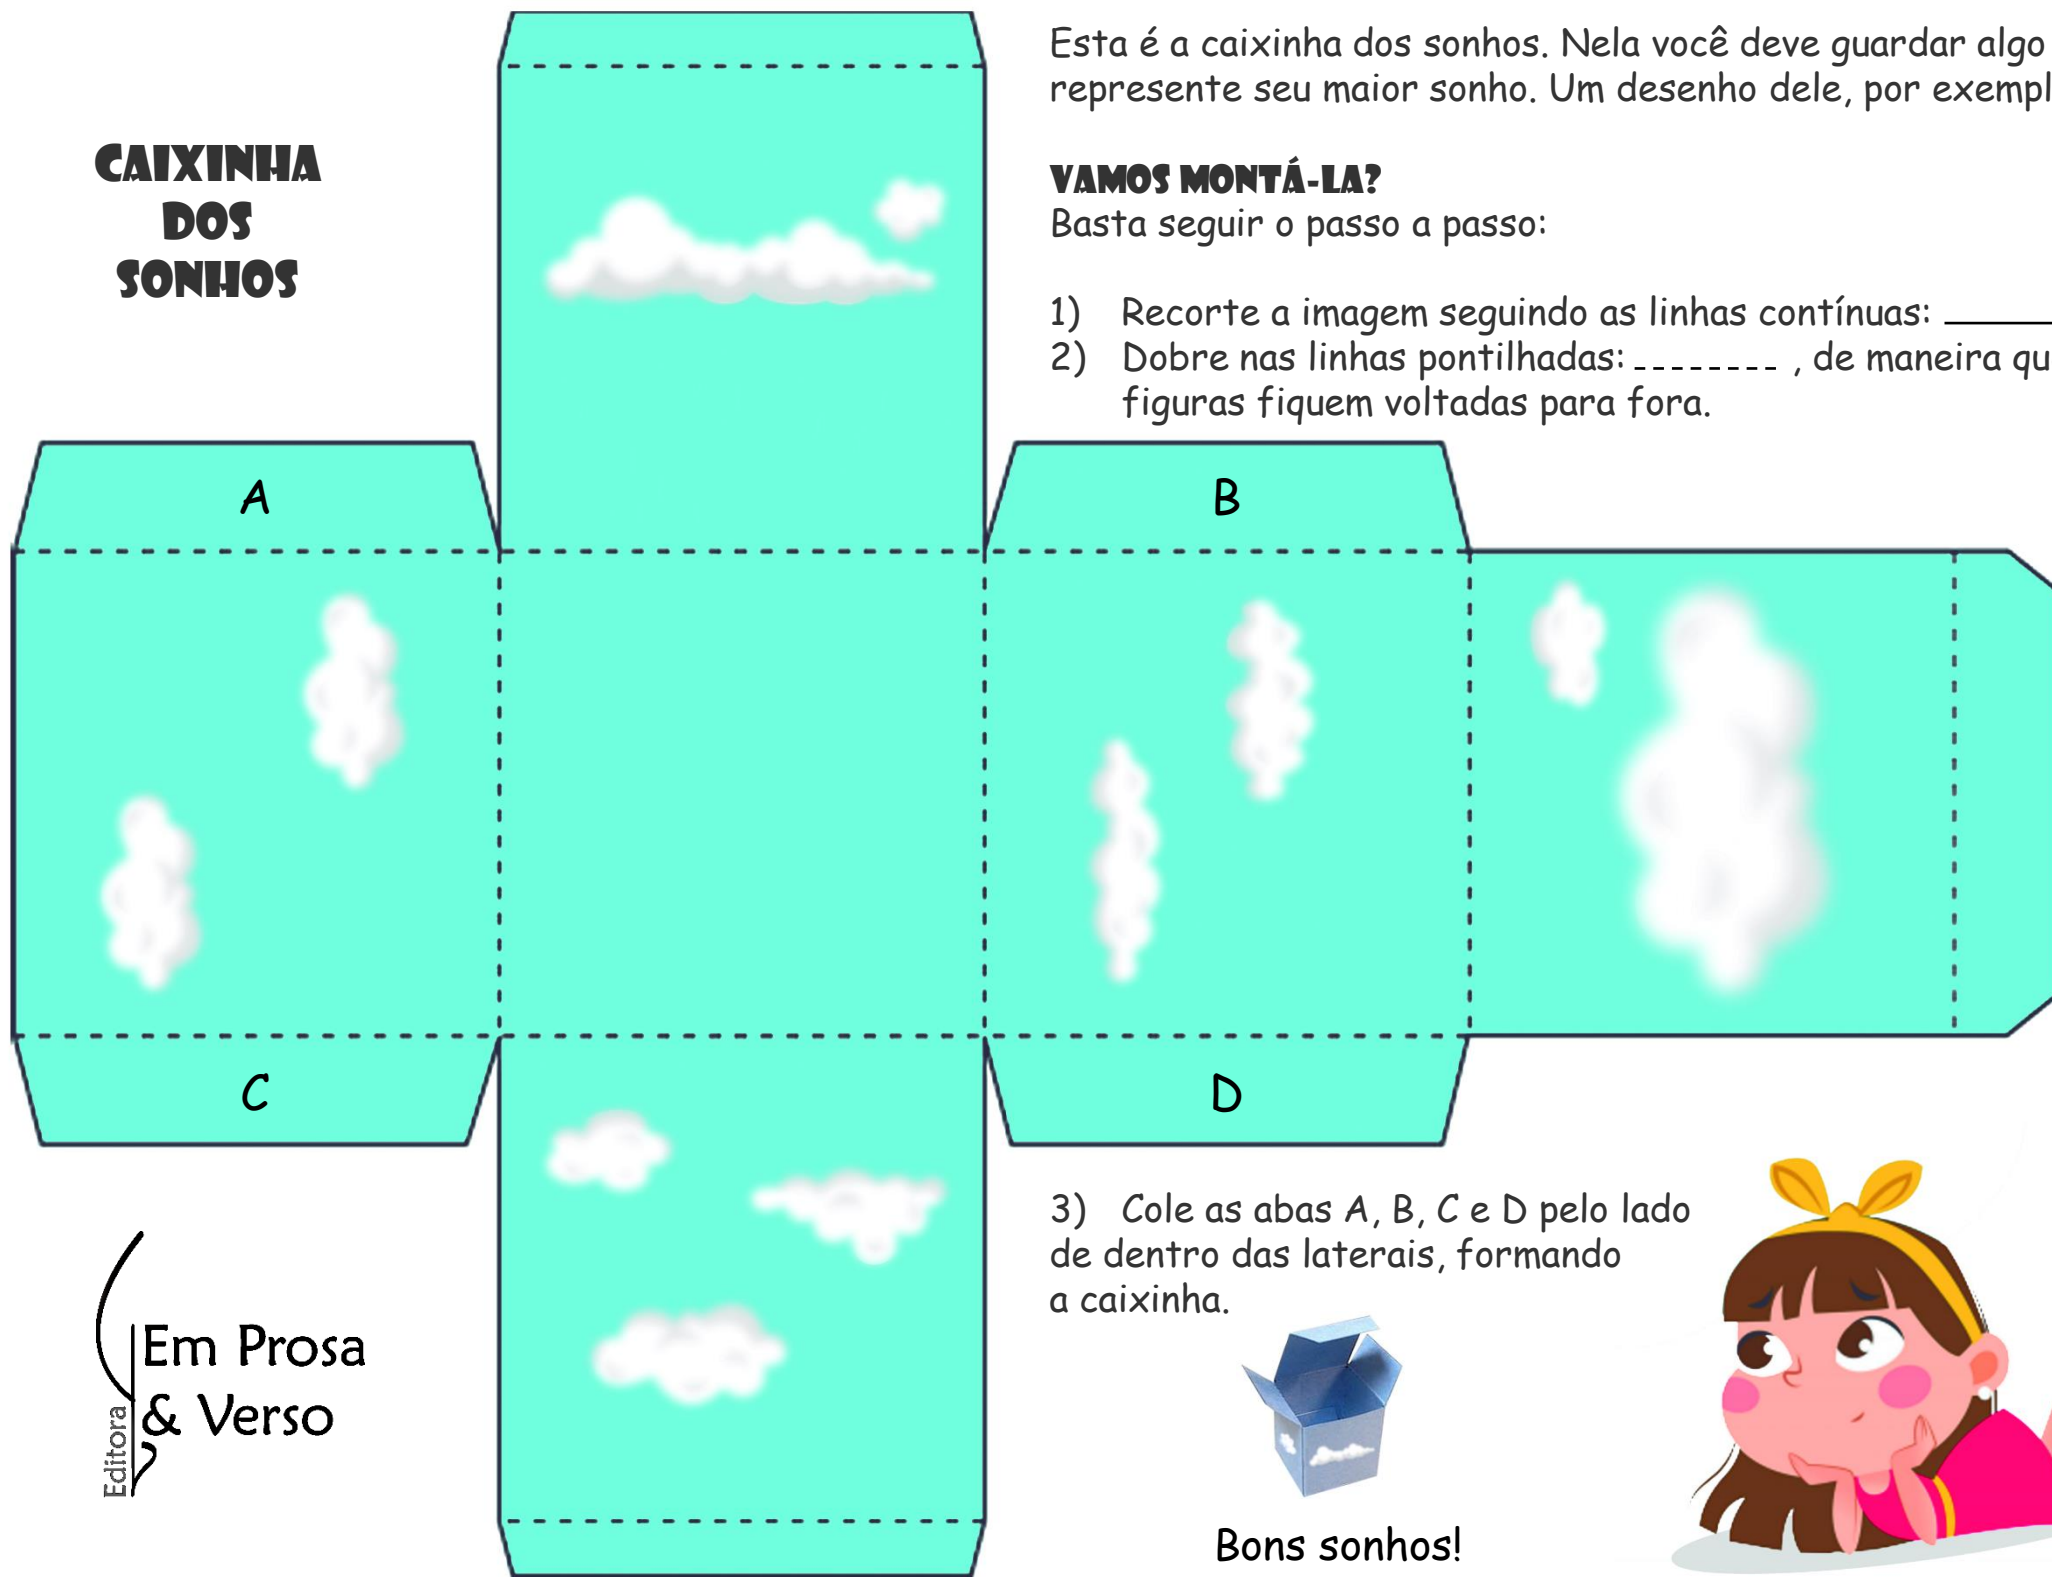 CAIXINHA
DOS
SONHOS
Esta é a caixinha dos sonhos. Nela você deve guardar algo
represente seu maior sonho. Um desenho dele, por exempl
VAMOS MONTÁ-LA?
Basta seguir o passo a passo:
1) Recorte a imagem seguindo as linhas contínuas:
2) Dobre nas linhas pontilhadas: -------- , de maneira qu
figuras fiquem voltadas para fora.
A
B
C
D
3) Cole as abas A, B, C e D pelo lado
de dentro das laterais, formando
a caixinha.
Bons sonhos!
Editora
Em Prosa
& Verso